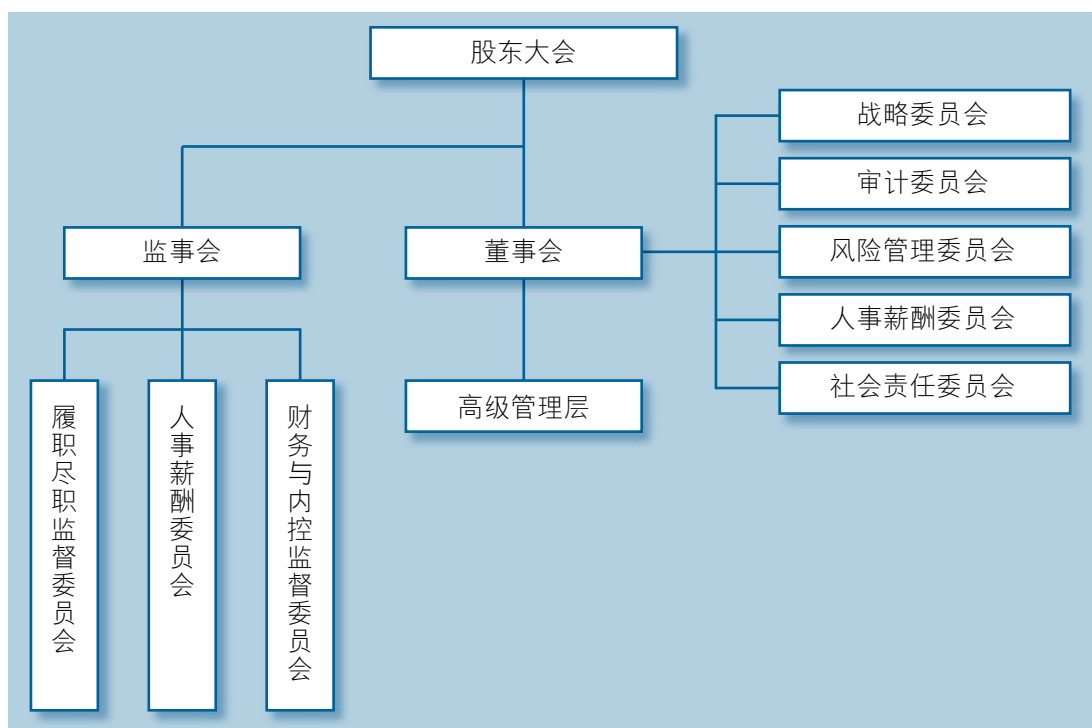 股东大会
战略委员会
审计委员会
监事会
董事会
风险管理委员会
人事薪酬委员会
高级管理层
社会责任委员会
履职尽职监督委员会
人事薪酬委员会
财务与内控监督委员会